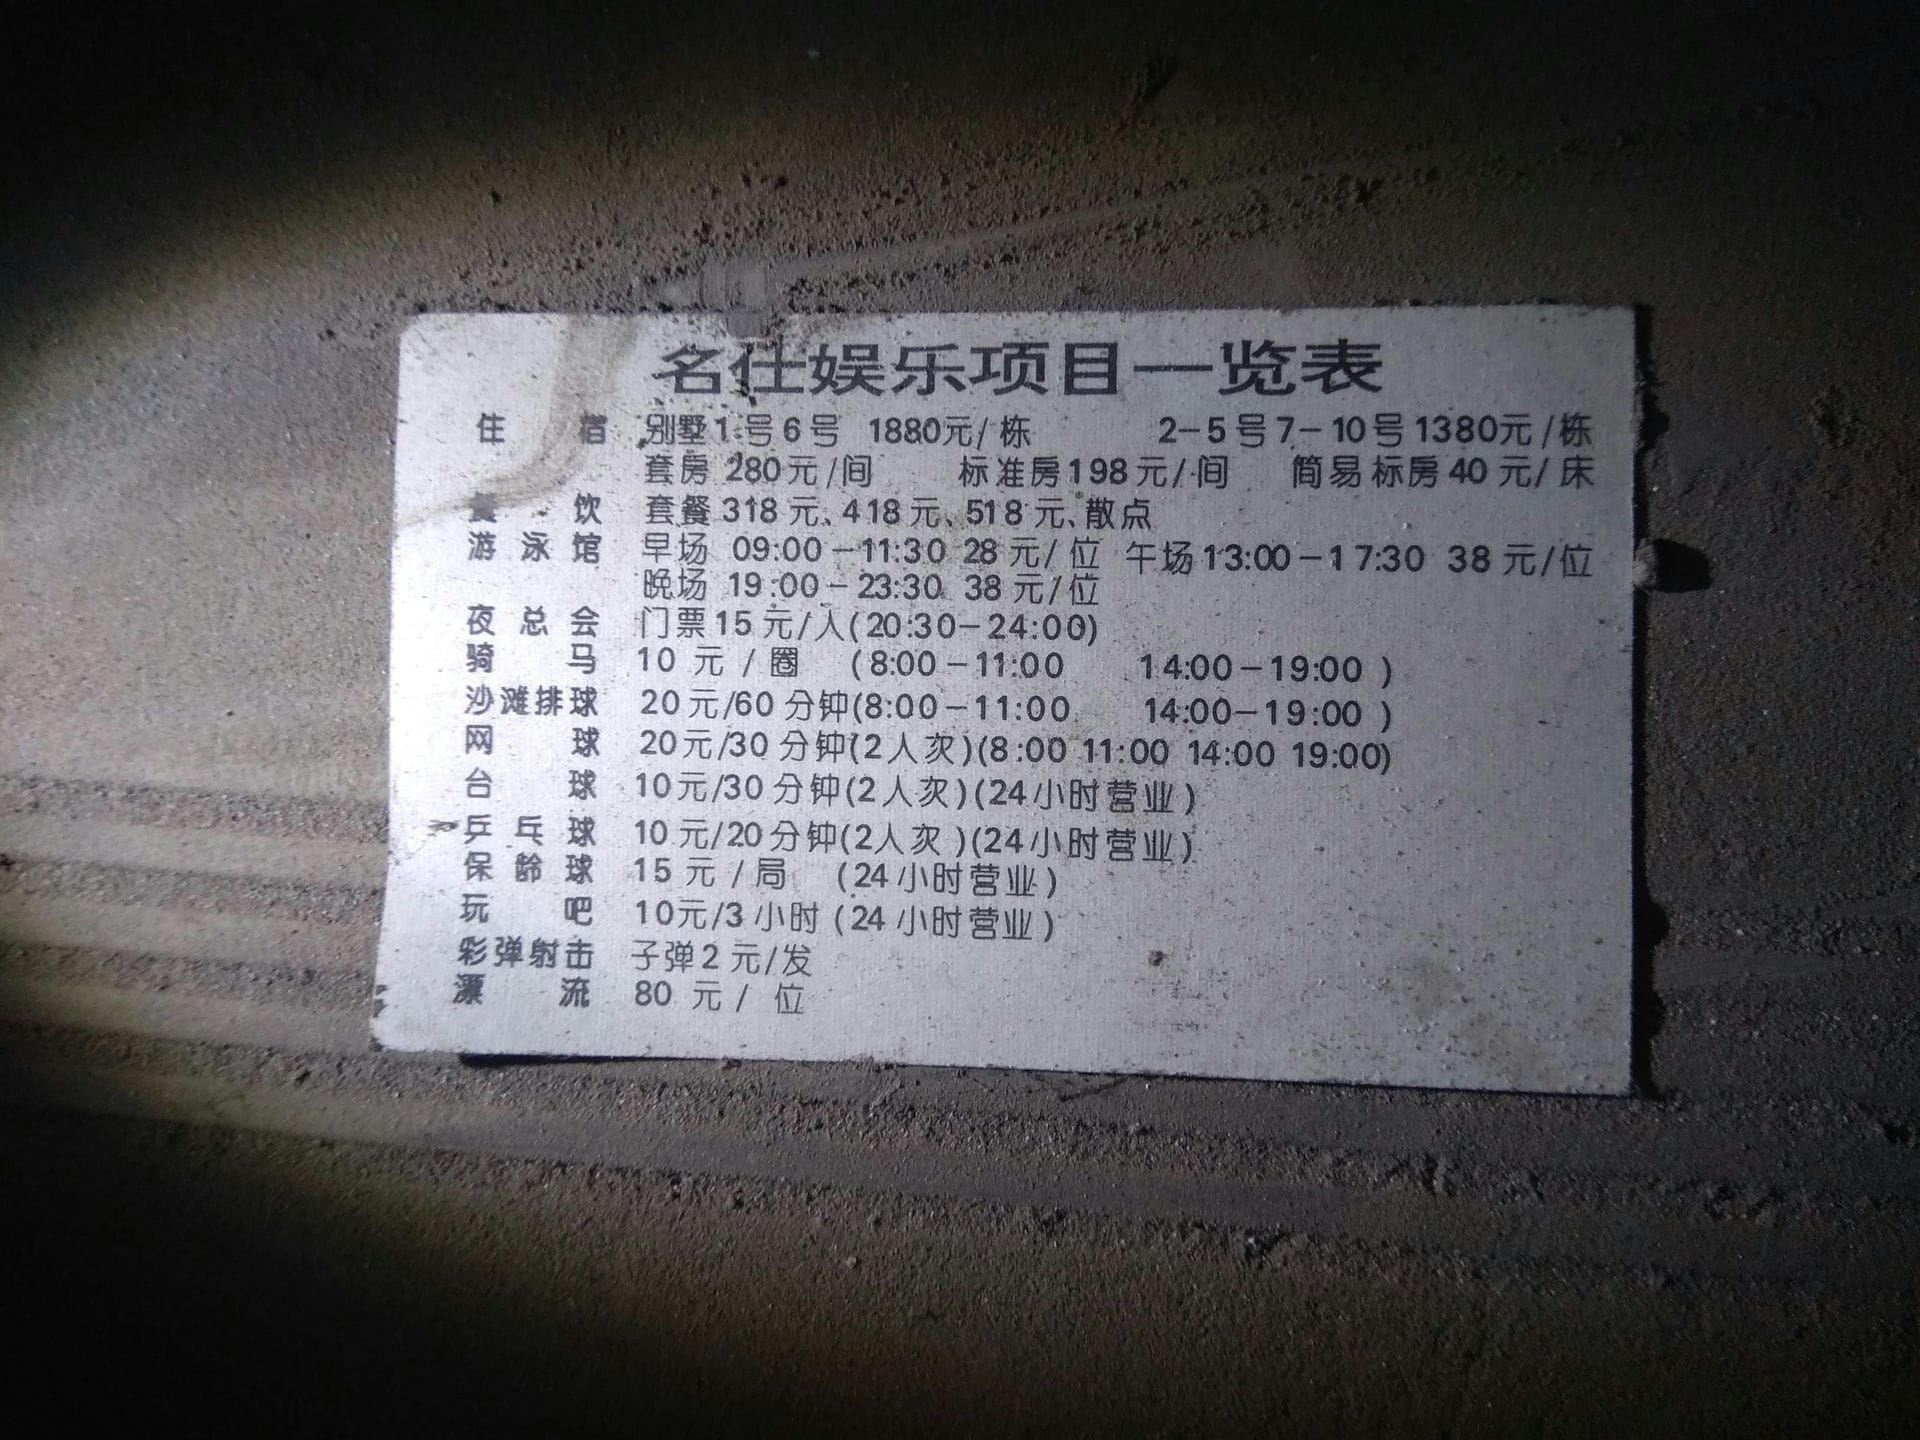 名仕娱乐项目一览表
住宿 别墅1号6号 1880元/栋 2-5号7-10号1380元/栋
套房280元/间 标准房198元/间 简易标房40元/床
餐饮 套餐318元、418元、518元、散点
游泳馆 早场 09:00-11:30 28元/位 午场13:00-17:30 38元/位
晚场 19:00-23:30 38元/位
夜总会 门票15元/人(20:30-24:00)
骑马 10元/圈 (8:00-11:00 14:00-19:00)
沙滩排球 20元/60分钟(8:00-11:00 14:00-19:00)
网球 20元/30分钟(2人次)(8:00 11:00 14:00 19:00)
台球 10元/30分钟(2人次)(24小时营业)
乒乓球 10元/20分钟(2人次)(24小时营业)
保龄球 15元/局 (24小时营业)
玩吧 10元/3小时(24小时营业)
彩弹射击 子弹2元/发
漂流 80元/位